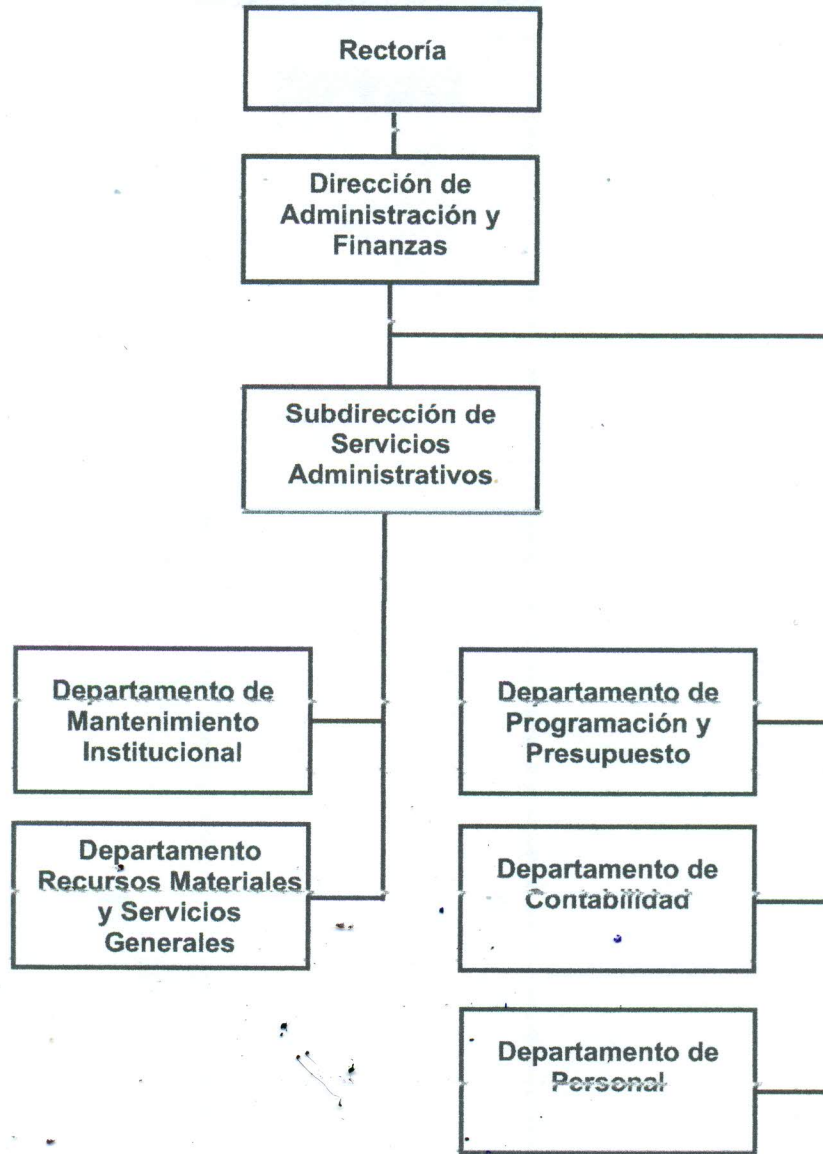 Rectoría
Dirección de
Administración y
Finanzas
Subdirección de
Servicios
Administrativos
Departamento de
Mantenimiento
Institucional
Departamento
Recursos Materiales
y Servicios
Generales
Departamento de
Programación y
Presupuesto
Departamento de
Contabilidad
Departamento de
Personal